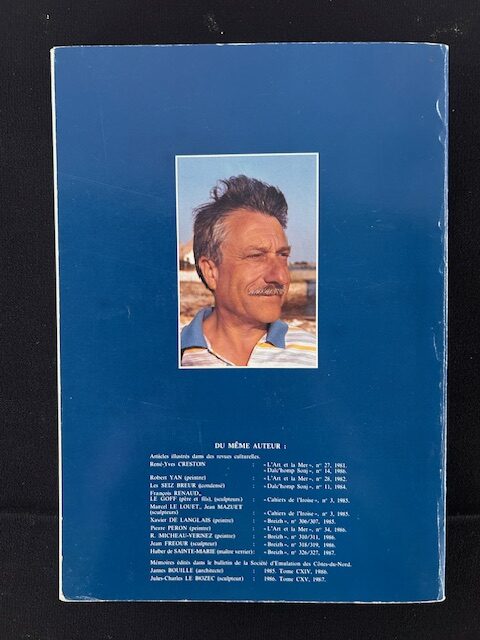 DU MÊME AUTEUR :
Articles illustrés dans des revues culturelles.
René-Yves CRESTON : « L'Art et la Mer », n° 27, 1981.
« Dalc'homp Sonj », n° 14, 1986.
Robert YAN (peintre) : « L'Art et la Mer », n° 28, 1982.
Les SEIZ BREUR (condensé) : « Dalc'homp Sonj », n° 11, 1984.
François RENAUD,
LE GOFF (père et fils), (sculpteurs) : « Cahiers de l'Iroise », n° 3, 1985.
Marcel LE LOUET, Jean MAZUET
(sculpteurs) : « Cahiers de l'Iroise », n° 3, 1985.
Xavier DE LANGLAIS (peintre) : « Breizh », n° 306/307, 1985.
Pierre PERON (peintre) : « L'Art et la Mer », n° 34, 1986.
R. MICHEAU-VERNEZ (peintre) : « Breizh », n° 310/311, 1986.
Jean FREOUR (sculpteur) : « Breizh », n° 318/319, 1986.
Huber de SAINTE-MARIE (maître verrier) : « Breizh », n° 326/327, 1987.
Mémoires édités dans le bulletin de la Société d'Emulation des Côtes-du-Nord.
James BOUILLE (architecte) : 1985. Tome CXIV, 1986.
Jules-Charles LE BOZEC (sculpteur) : 1986. Tome CXV, 1987.